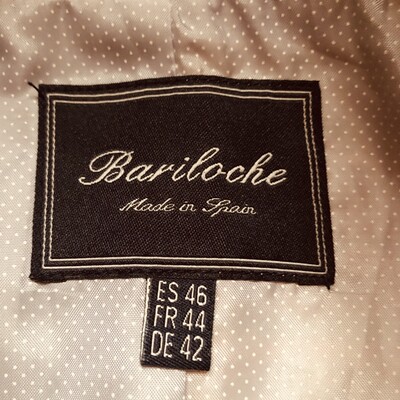 Bariloche
Made in Spain
ES 46
FR 44
DE 42